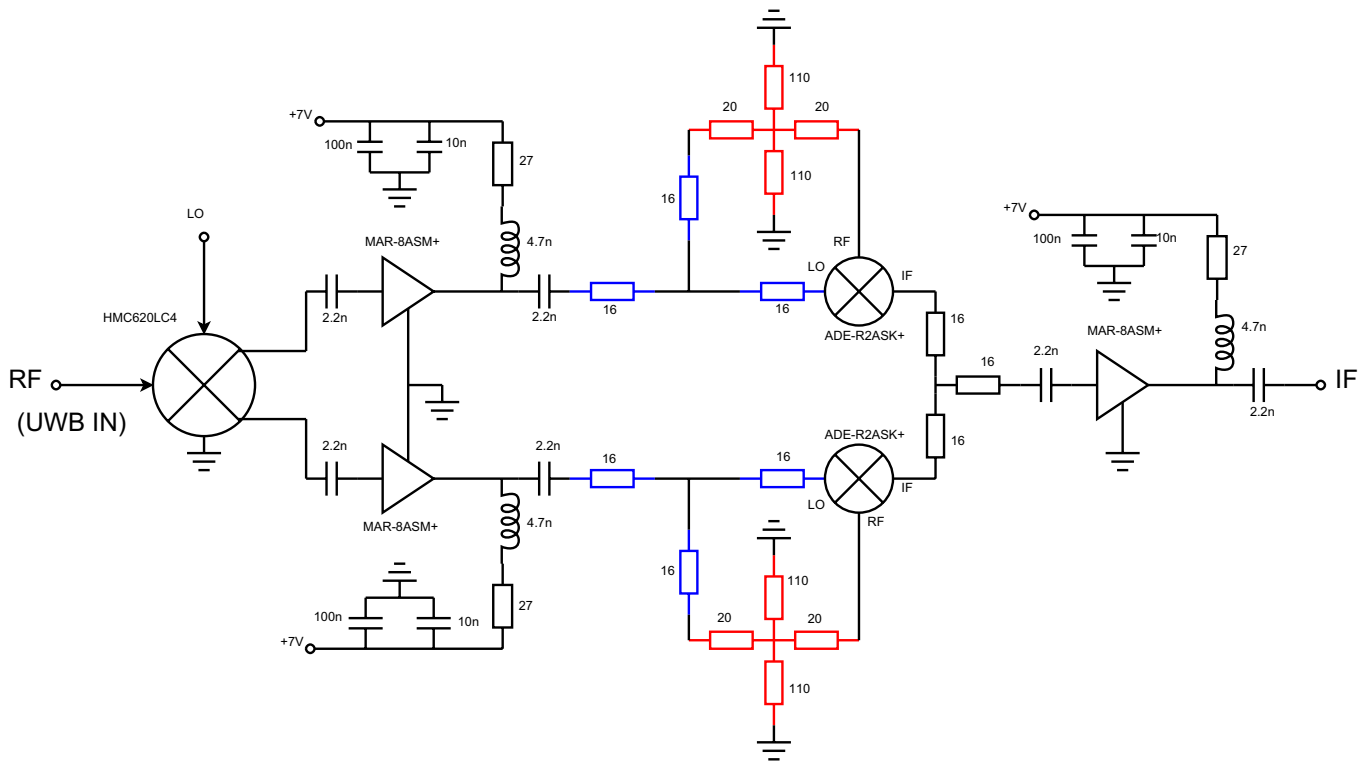 110
20
20
+7V
100n
10n
27
110
16
LO
4.7n
+7V
100n
10n
27
MAR-8ASM+
RF
LO
IF
HMC620LC4
2.2n
2.2n
16
16
ADE-R2ASK+
16
4.7n
MAR-8ASM+
RF
(UWB IN)
16
2.2n
2.2n
IF
2.2n
2.2n
16
16
ADE-R2ASK+
16
LO
IF
RF
MAR-8ASM+
4.7n
16
110
27
100n
10n
20
20
+7V
110